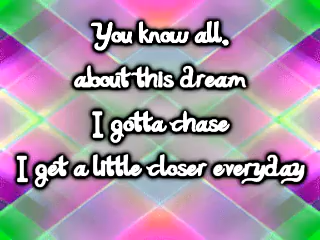 You know all.
about this dream
I gotta chase
I get a little closer everyday